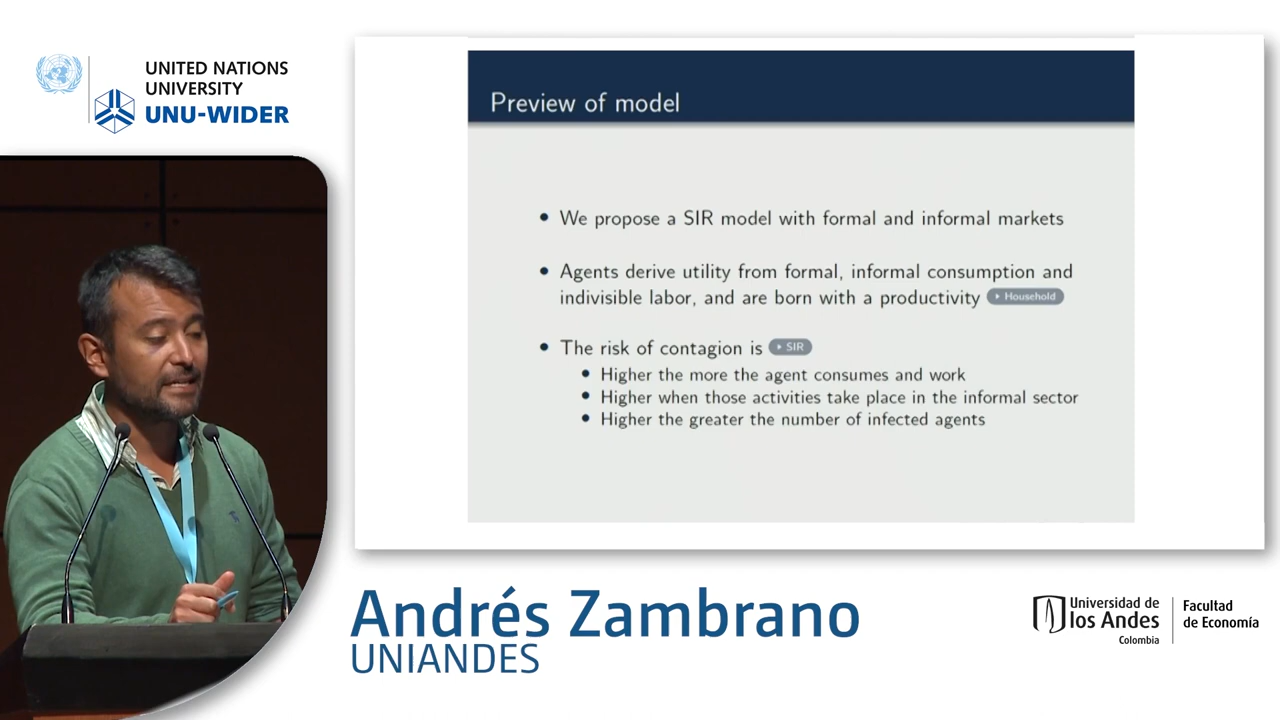 UNITED NATIONS
UNIVERSITY
UNU-WIDER
Preview of model
• We propose a SIR model with formal and informal markets
• Agents derive utility from formal, informal consumption and
indivisible labor, and are born with a productivity Household
• The risk of contagion is SIR
• Higher the more the agent consumes and work
• Higher when those activities take place in the informal sector
• Higher the greater the number of infected agents
Andrés Zambrano
UNIANDES
Universidad de
los Andes
Colombia
Facultad
de Economía